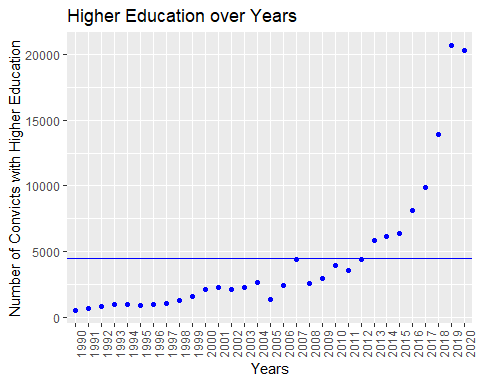 Higher Education over Years
Number of Convicts with Higher Education
20000
15000
10000
5000
0
1990 1991 1992 1993 1994 1995 1996 1997 1998 1999 2000 2001 2002 2003 2004 2005 2006 2007 2008 2009 2010 2011 2012 2013 2014 2015 2016 2017 2018 2019 2020
Years